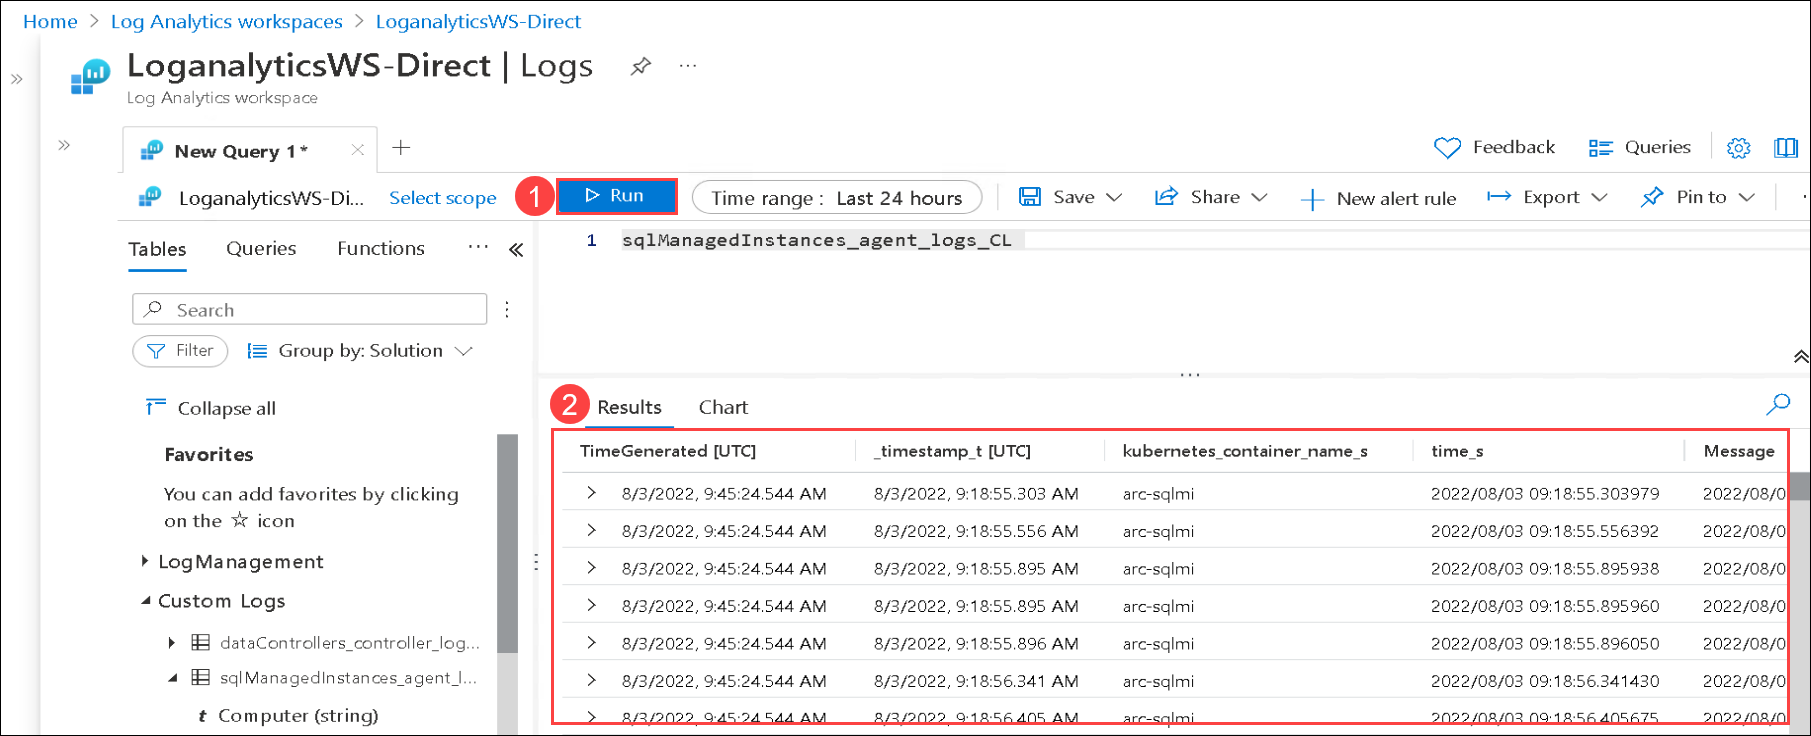 Home > Log Analytics workspaces > LoganalyticsWS-Direct
LoganalyticsWS-Direct | Logs
Log Analytics workspace
New Query 1*
Feedback
Queries
LoganalyticsWS-Di...
Select scope
1
Run
Time range : Last 24 hours
Save
Share
New alert rule
Export
Pin to
Tables
Queries
Functions
1 sqlManagedInstances_agent_logs_CL
Search
Filter
Group by: Solution
Collapse all
Favorites
You can add favorites by clicking
on the ☆ icon
LogManagement
Custom Logs
dataControllers_controller_log...
sqlManagedInstances_agent_l...
t Computer (string)
2
Results
Chart
TimeGenerated [UTC] _timestamp_t [UTC] kubernetes_container_name_s time_s Message
8/3/2022, 9:45:24.544 AM 8/3/2022, 9:18:55.303 AM arc-sqlmi 2022/08/03 09:18:55.303979 2022/08/0
8/3/2022, 9:45:24.544 AM 8/3/2022, 9:18:55.556 AM arc-sqlmi 2022/08/03 09:18:55.556392 2022/08/0
8/3/2022, 9:45:24.544 AM 8/3/2022, 9:18:55.895 AM arc-sqlmi 2022/08/03 09:18:55.895938 2022/08/0
8/3/2022, 9:45:24.544 AM 8/3/2022, 9:18:55.895 AM arc-sqlmi 2022/08/03 09:18:55.895960 2022/08/0
8/3/2022, 9:45:24.544 AM 8/3/2022, 9:18:55.896 AM arc-sqlmi 2022/08/03 09:18:55.896050 2022/08/0
8/3/2022, 9:45:24.544 AM 8/3/2022, 9:18:56.341 AM arc-sqlmi 2022/08/03 09:18:56.341430 2022/08/0
8/3/2022, 9:45:24.544 AM 8/3/2022, 9:18:56.405 AM arc-sqlmi 2022/08/03 09:18:56.405675 2022/08/0